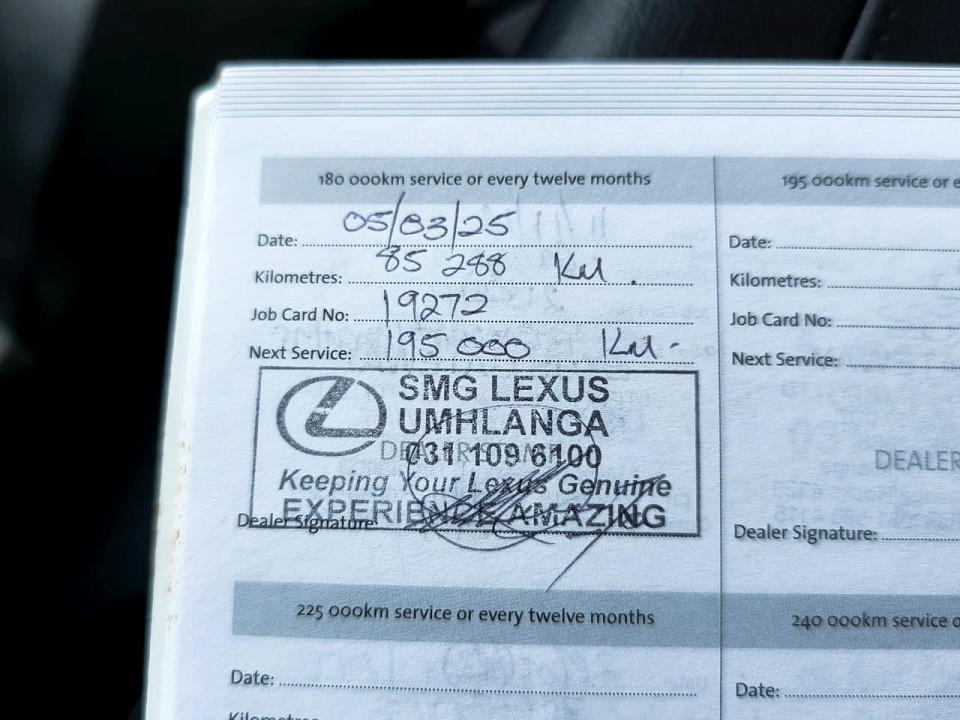 180 000km service or every twelve months
Date: 05/03/25
Kilometres: 85 288 KM.
Job Card No: 19272
Next Service: 195 000 KM-
SMG LEXUS
UMHLANGA
031 109 6100
Keeping Your Lexus Genuine
EXPERIENCE AMAZING
Dealer Signature
195 000km service or e
Date:
Kilometres:
Job Card No:
Next Service:
DEALER
Dealer Signature:
225 000km service or every twelve months
Date:
Kilometres
240 000km service o
Date: